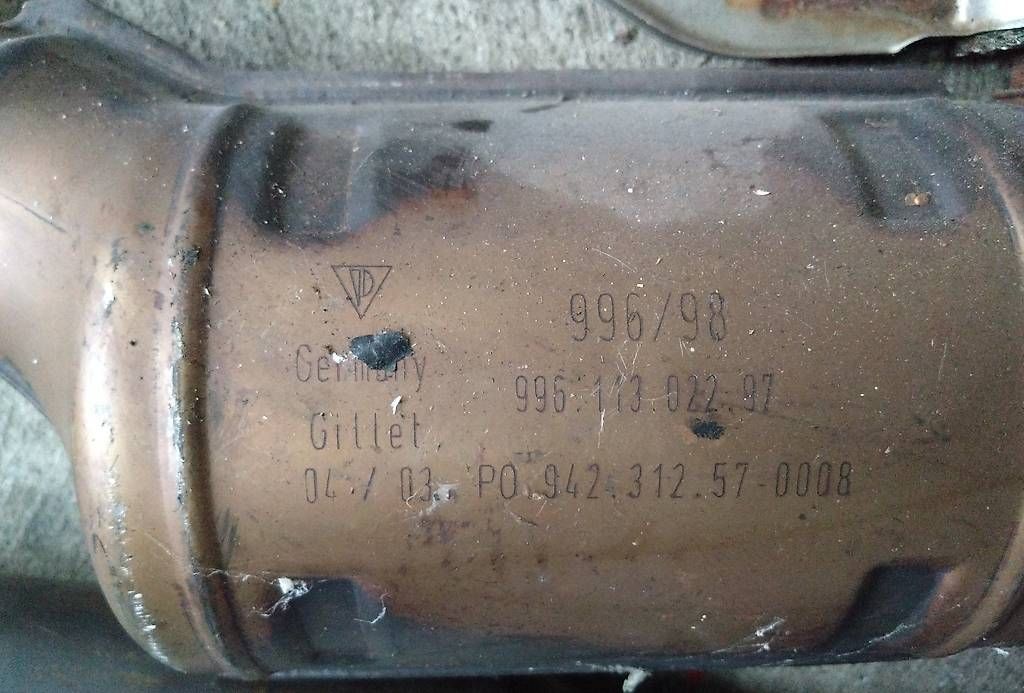 996/98
Germany
996.113.022.97
Gillet.
04 / 03. PO.942.312.57-0008